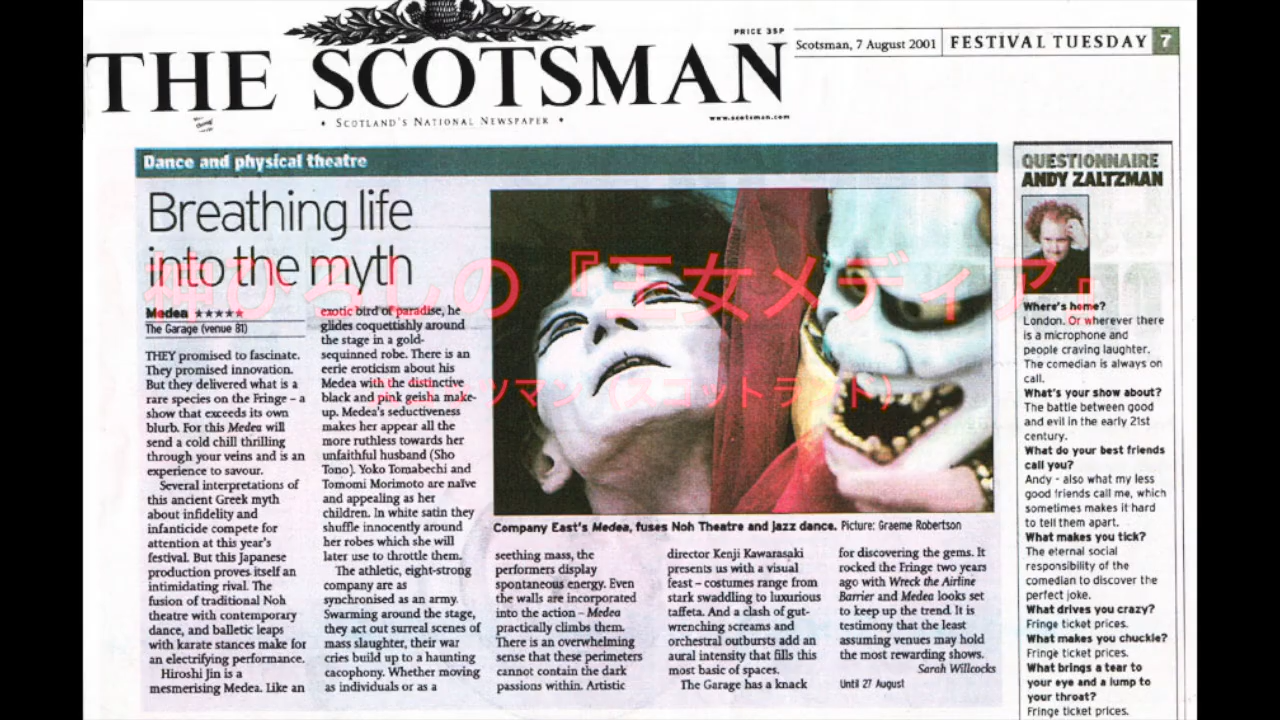 PRICE 35P
THE SCOTSMAN
• SCOTLAND'S NATIONAL NEWSPAPER •
www.scotsman.com
Scotsman, 7 August 2001
FESTIVAL TUESDAY 7
Dance and physical theatre
Breathing life
into the myth
Medea ★★★★★
The Garage (venue 81)
THEY promised to fascinate.
They promised innovation.
But they delivered what is a
rare species on the Fringe – a
show that exceeds its own
blurb. For this Medea will
send a cold chill thrilling
through your veins and is an
experience to savour.
Several interpretations of
this ancient Greek myth
about infidelity and
infanticide compete for
attention at this year's
festival. But this Japanese
production proves itself an
intimidating rival. The
fusion of traditional Noh
theatre with contemporary
dance, and balletic leaps
with karate stances make for
an electrifying performance.
Hiroshi Jin is a
mesmerising Medea. Like an
exotic bird of paradise, he
glides coquettishly around
the stage in a gold-
sequinned robe. There is an
eerie eroticism about his
Medea with the distinctive
black and pink geisha make-
up. Medea's seductiveness
makes her appear all the
more ruthless towards her
unfaithful husband (Sho
Tono). Yoko Tomabechi and
Tomomi Morimoto are naïve
and appealing as her
children. In white satin they
shuffle innocently around
her robes which she will
later use to throttle them.
The athletic, eight-strong
company are as
synchronised as an army.
Swarming around the stage,
they act out surreal scenes of
mass slaughter, their war
cries build up to a haunting
cacophony. Whether moving
as individuals or as a
Company East's Medea, fuses Noh Theatre and jazz dance. Picture: Graeme Robertson
seething mass, the
performers display
spontaneous energy. Even
the walls are incorporated
into the action – Medea
practically climbs them.
There is an overwhelming
sense that these perimeters
cannot contain the dark
passions within. Artistic
director Kenji Kawarasaki
presents us with a visual
feast – costumes range from
stark swaddling to luxurious
taffeta. And a clash of gut-
wrenching screams and
orchestral outbursts add an
aural intensity that fills this
most basic of spaces.
The Garage has a knack
for discovering the gems. It
rocked the Fringe two years
ago with Wreck the Airline
Barrier and Medea looks set
to keep up the trend. It is
testimony that the least
assuming venues may hold
the most rewarding shows.
Sarah Willcocks
Until 27 August
QUESTIONNAIRE
ANDY ZALTZMAN
Where's home?
London. Or wherever there
is a microphone and
people craving laughter.
The comedian is always on
call.
What's your show about?
The battle between good
and evil in the early 21st
century.
What do your best friends
call you?
Andy - also what my less
good friends call me, which
sometimes makes it hard
to tell them apart.
What makes you tick?
The eternal social
responsibility of the
comedian to discover the
perfect joke.
What drives you crazy?
Fringe ticket prices.
What makes you chuckle?
Fringe ticket prices.
What brings a tear to
your eye and a lump to
your throat?
Fringe ticket prices.
神ひろしの『王女メディア』
ツマン(スコットランド)